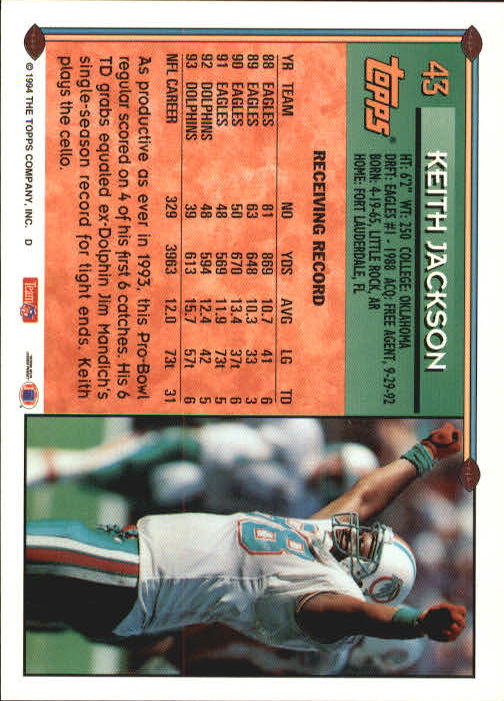 43
KEITH JACKSON
topps®
HT: 6'2" WT: 250 COLLEGE: OKLAHOMA
DRFT: EAGLES #1 - 1988 ACQ: FREE AGENT, 9-29-92
BORN: 4-19-65, LITTLE ROCK, AR
HOME: FORT LAUDERDALE, FL
RECEIVING RECORD
YR TEAM NO YDS AVG LG TD
88 EAGLES 81 869 10.7 41 6
89 EAGLES 63 648 10.3 33 3
90 EAGLES 50 670 13.4 37t 6
91 EAGLES 48 569 11.9 73t 5
92 DOLPHINS 48 594 12.4 42 5
93 DOLPHINS 39 613 15.7 57t 6
NFL CAREER 329 3963 12.0 73t 31
As productive as ever in 1993, this Pro-Bowl
regular scored on 4 of his first 6 catches. His 6
TD grabs equaled ex-Dolphin Jim Mandich's
single-season record for tight ends. Keith
plays the cello.
© 1994 THE TOPPS COMPANY, INC. D
Team NFL